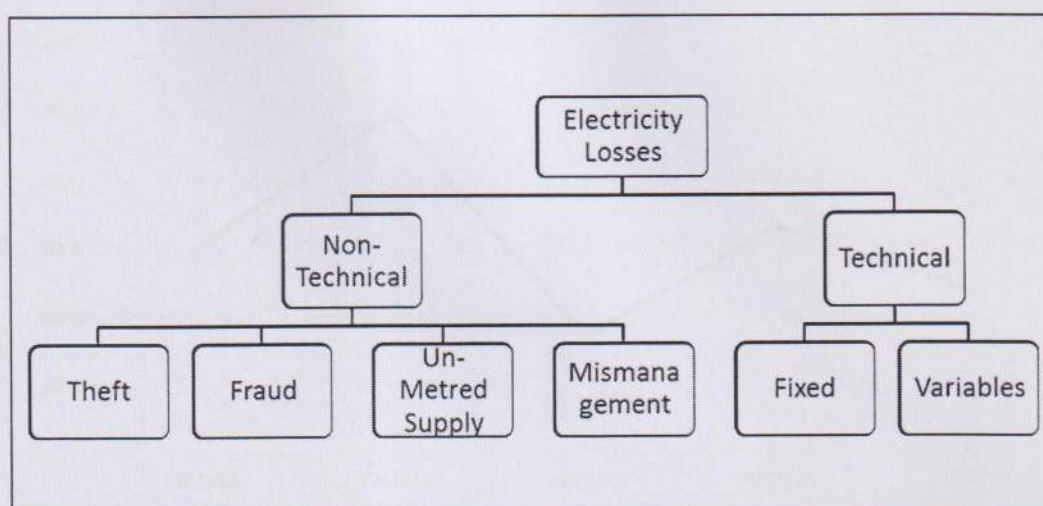 Electricity
Losses
Non-
Technical
Technical
Theft
Fraud
Un-
Metred
Supply
Mismana
gement
Fixed
Variables